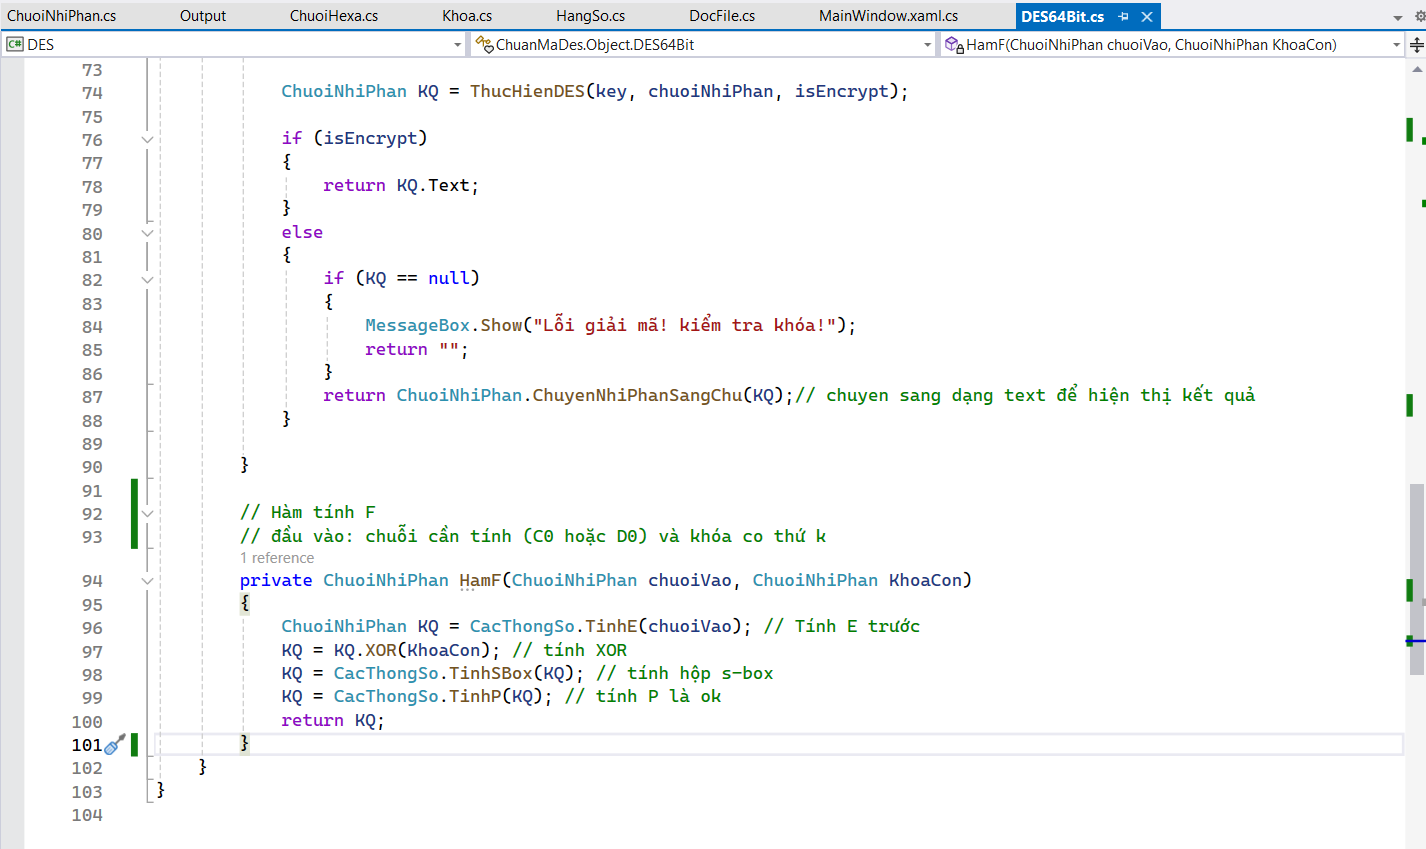 ChuoiNhiPhan.cs Output ChuoiHexa.cs Khoa.cs HangSo.cs DocFile.cs MainWindow.xaml.cs DES64Bit.cs
C# DES ChuanMaDes.Object.DES64Bit HamF(ChuoiNhiPhan chuoiVao, ChuoiNhiPhan KhoaCon)
73
74 ChuoiNhiPhan KQ = ThucHienDES(key, chuoiNhiPhan, isEncrypt);
75
76 if (isEncrypt)
77 {
78 return KQ.Text;
79 }
80 else
81 {
82 if (KQ == null)
83 {
84 MessageBox.Show("Lỗi giải mã! kiểm tra khóa!");
85 return "";
86 }
87 return ChuoiNhiPhan.ChuyenNhiPhanSangChu(KQ);// chuyen sang dạng text để hiện thị kết quả
88 }
89
90 }
91
92 // Hàm tính F
93 // đầu vào: chuỗi cần tính (C0 hoặc D0) và khóa co thứ k
1 reference
94 private ChuoiNhiPhan HamF(ChuoiNhiPhan chuoiVao, ChuoiNhiPhan KhoaCon)
95 {
96 ChuoiNhiPhan KQ = CacThongSo.TinhE(chuoiVao); // Tính E trước
97 KQ = KQ.XOR(KhoaCon); // tính XOR
98 KQ = CacThongSo.TinhSBox(KQ); // tính hộp s-box
99 KQ = CacThongSo.TinhP(KQ); // tính P là ok
100 return KQ;
101 }
102 }
103 }
104